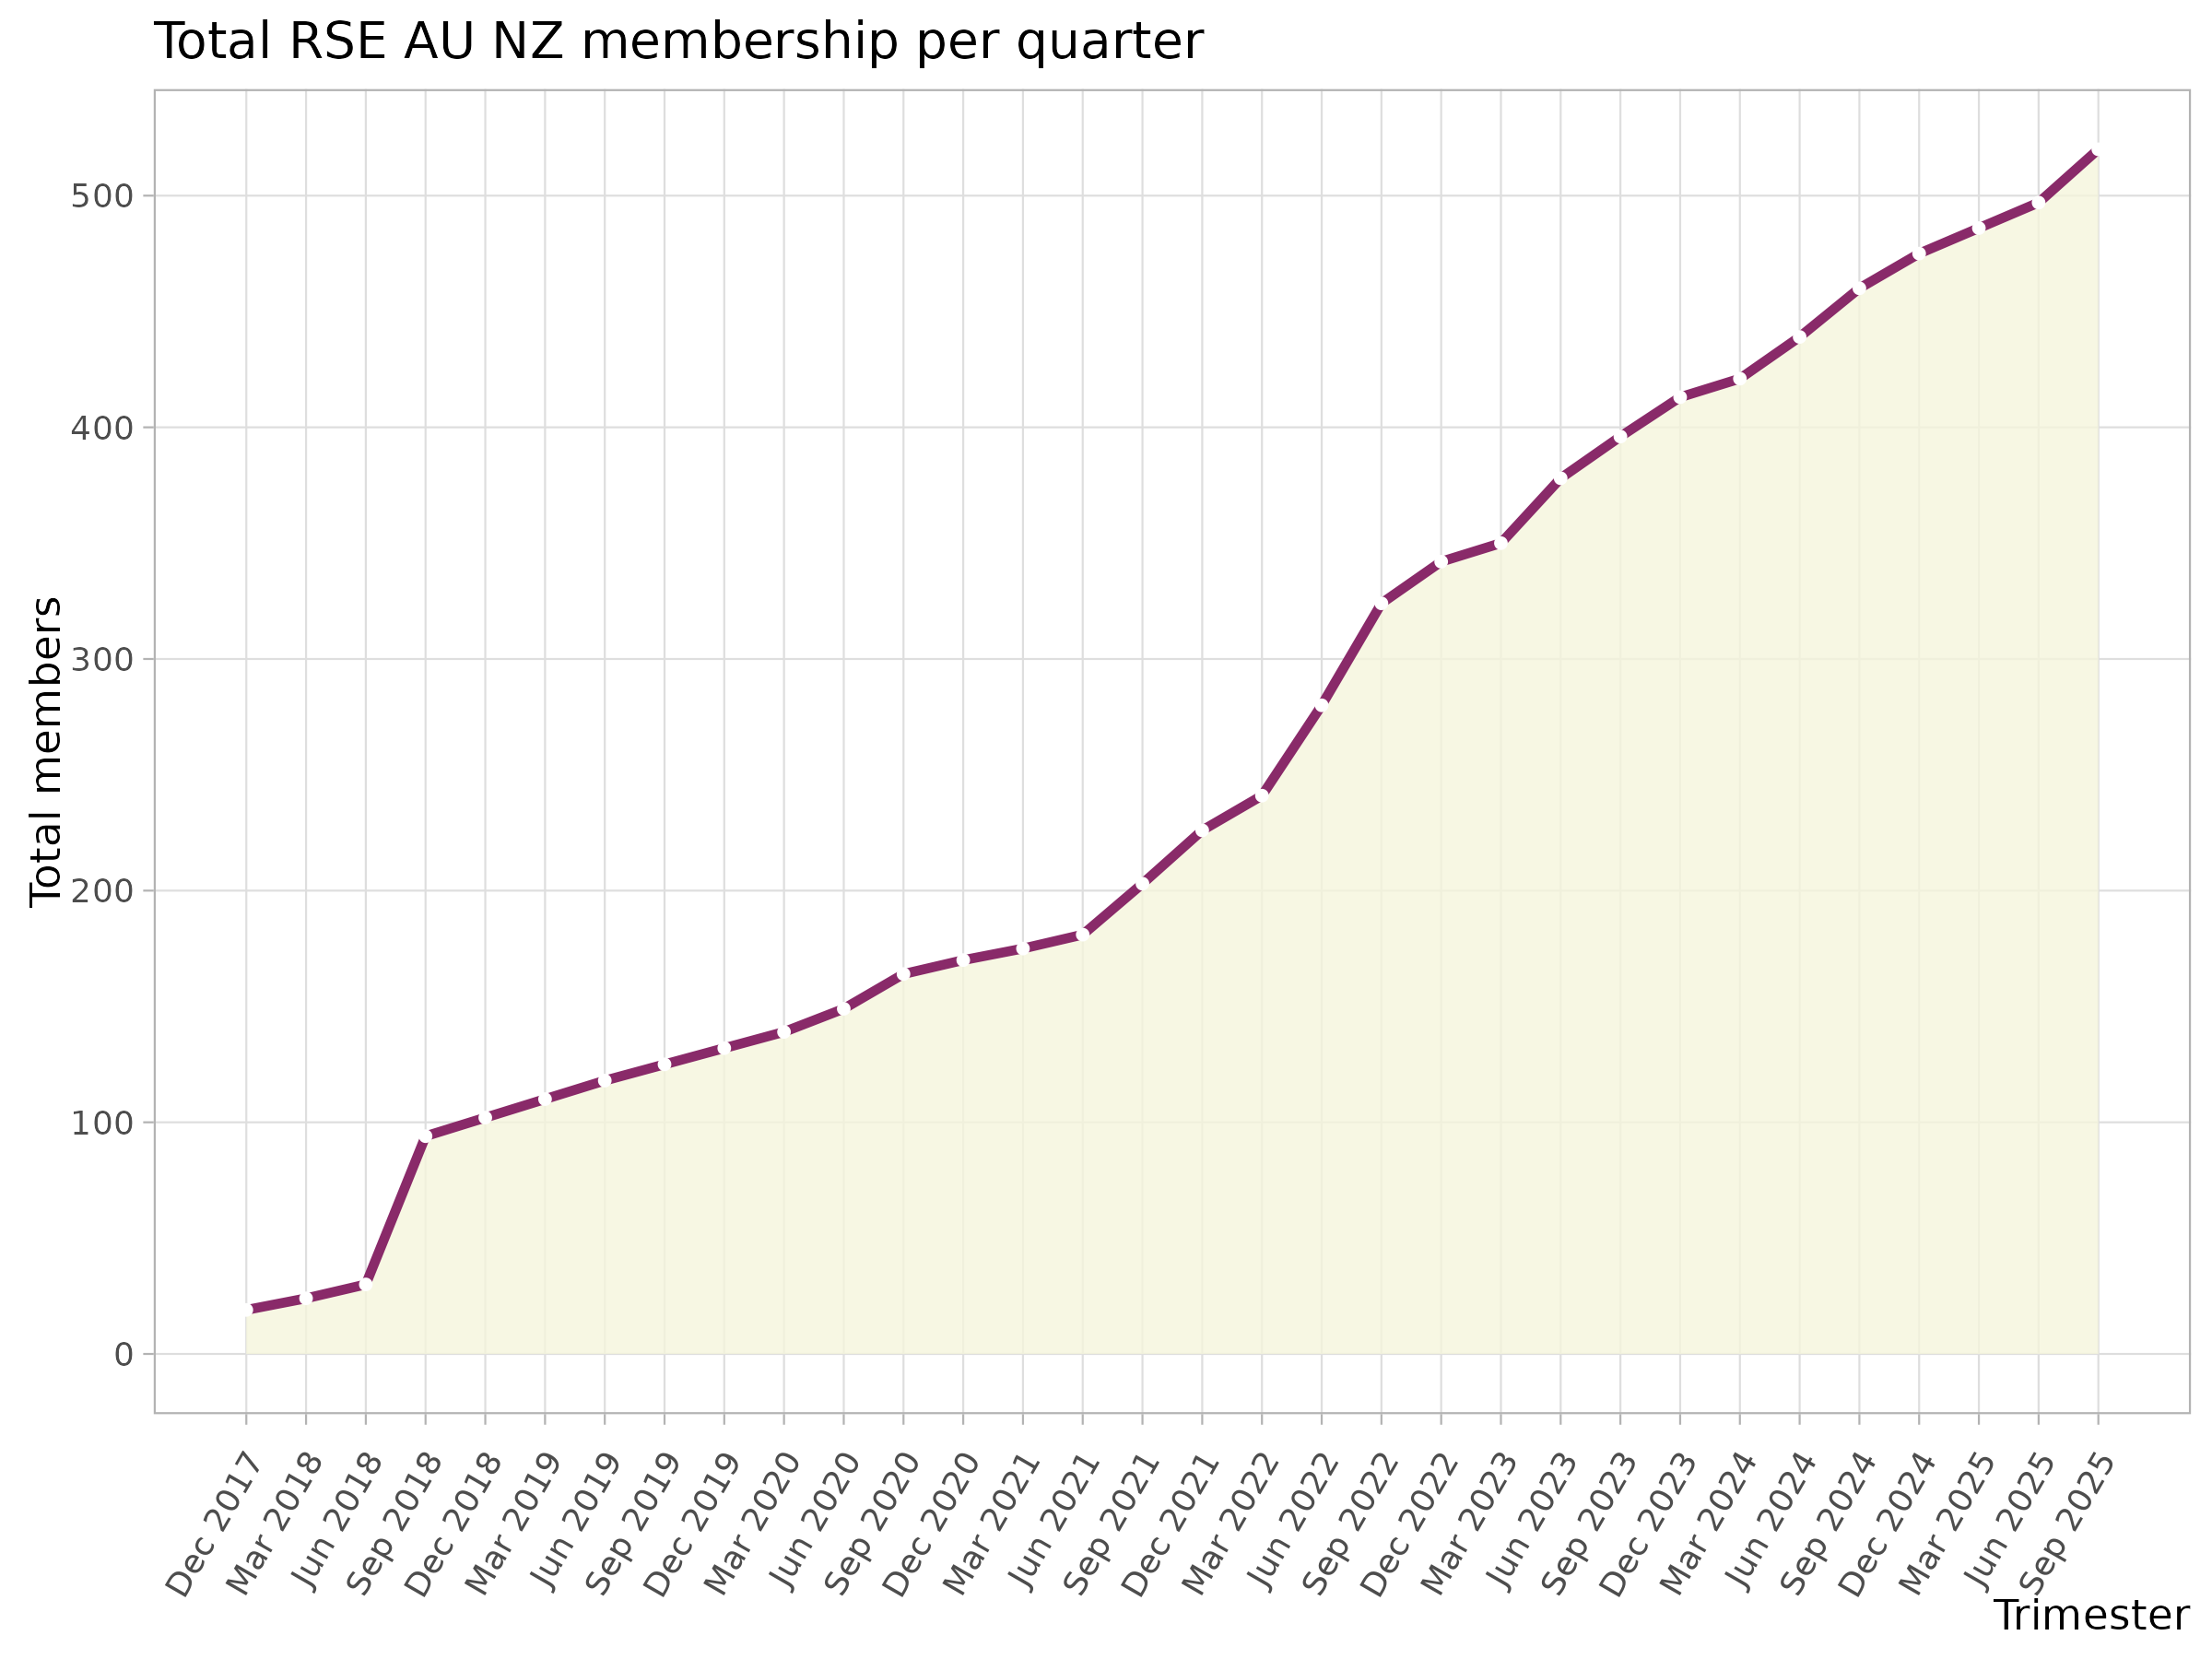 Total RSE AU NZ membership per quarter
Total members
500
400
300
200
100
0
Dec 2017
Mar 2018
Jun 2018
Sep 2018
Dec 2018
Mar 2019
Jun 2019
Sep 2019
Dec 2019
Mar 2020
Jun 2020
Sep 2020
Dec 2020
Mar 2021
Jun 2021
Sep 2021
Dec 2021
Mar 2022
Jun 2022
Sep 2022
Dec 2022
Mar 2023
Jun 2023
Sep 2023
Dec 2023
Mar 2024
Jun 2024
Sep 2024
Dec 2024
Mar 2025
Jun 2025
Sep 2025
Trimester